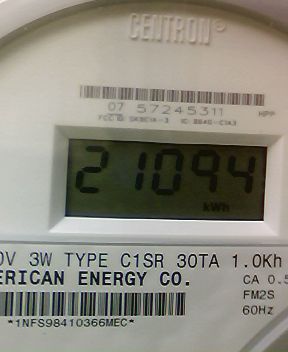 CENTRON®
07 57245311 HPP
21094
kWh
0V 3W TYPE C1SR 30TA 1.0Kh
ERICAN ENERGY CO.
CA 0.5
FM2S
60Hz
*1NFS98410366MEC*